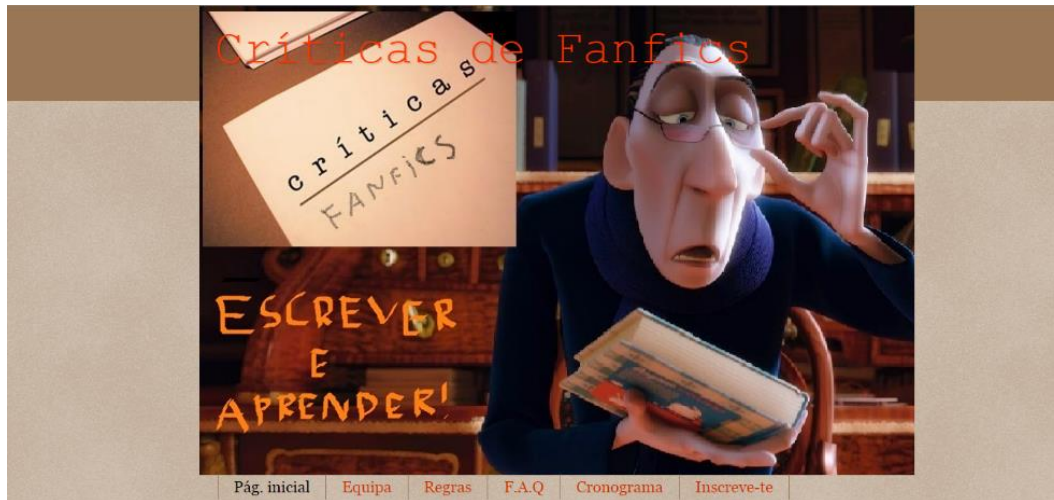 Críticas de Fanfics
críticas
FANFICS
ESCREVER
E
APRENDER!
Pág. inicial Equipa Regras F.A.Q Cronograma Inscreve-te